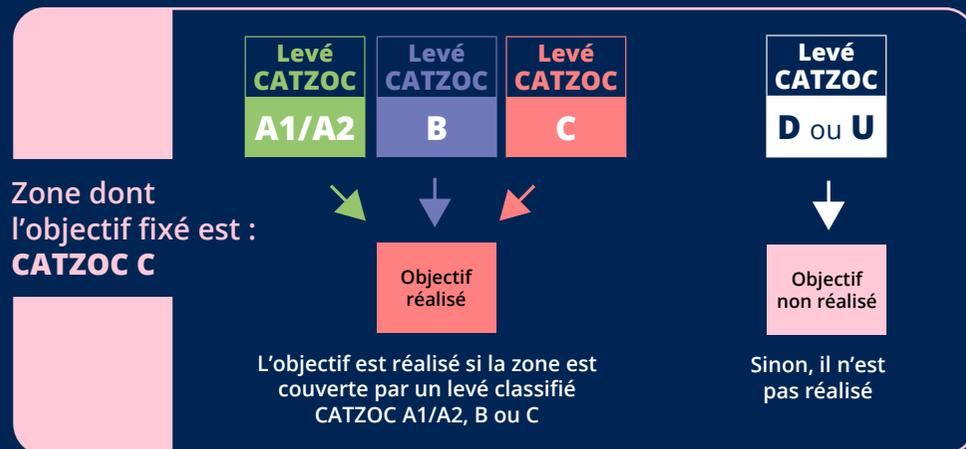 Levé
CATZOC
A1/A2
Levé
CATZOC
B
Levé
CATZOC
C
Levé
CATZOC
D ou U
Zone dont
l’objectif fixé est :
CATZOC C
Objectif
réalisé
Objectif
non réalisé
L’objectif est réalisé si la zone est
couverte par un levé classifié
CATZOC A1/A2, B ou C
Sinon, il n’est
pas réalisé